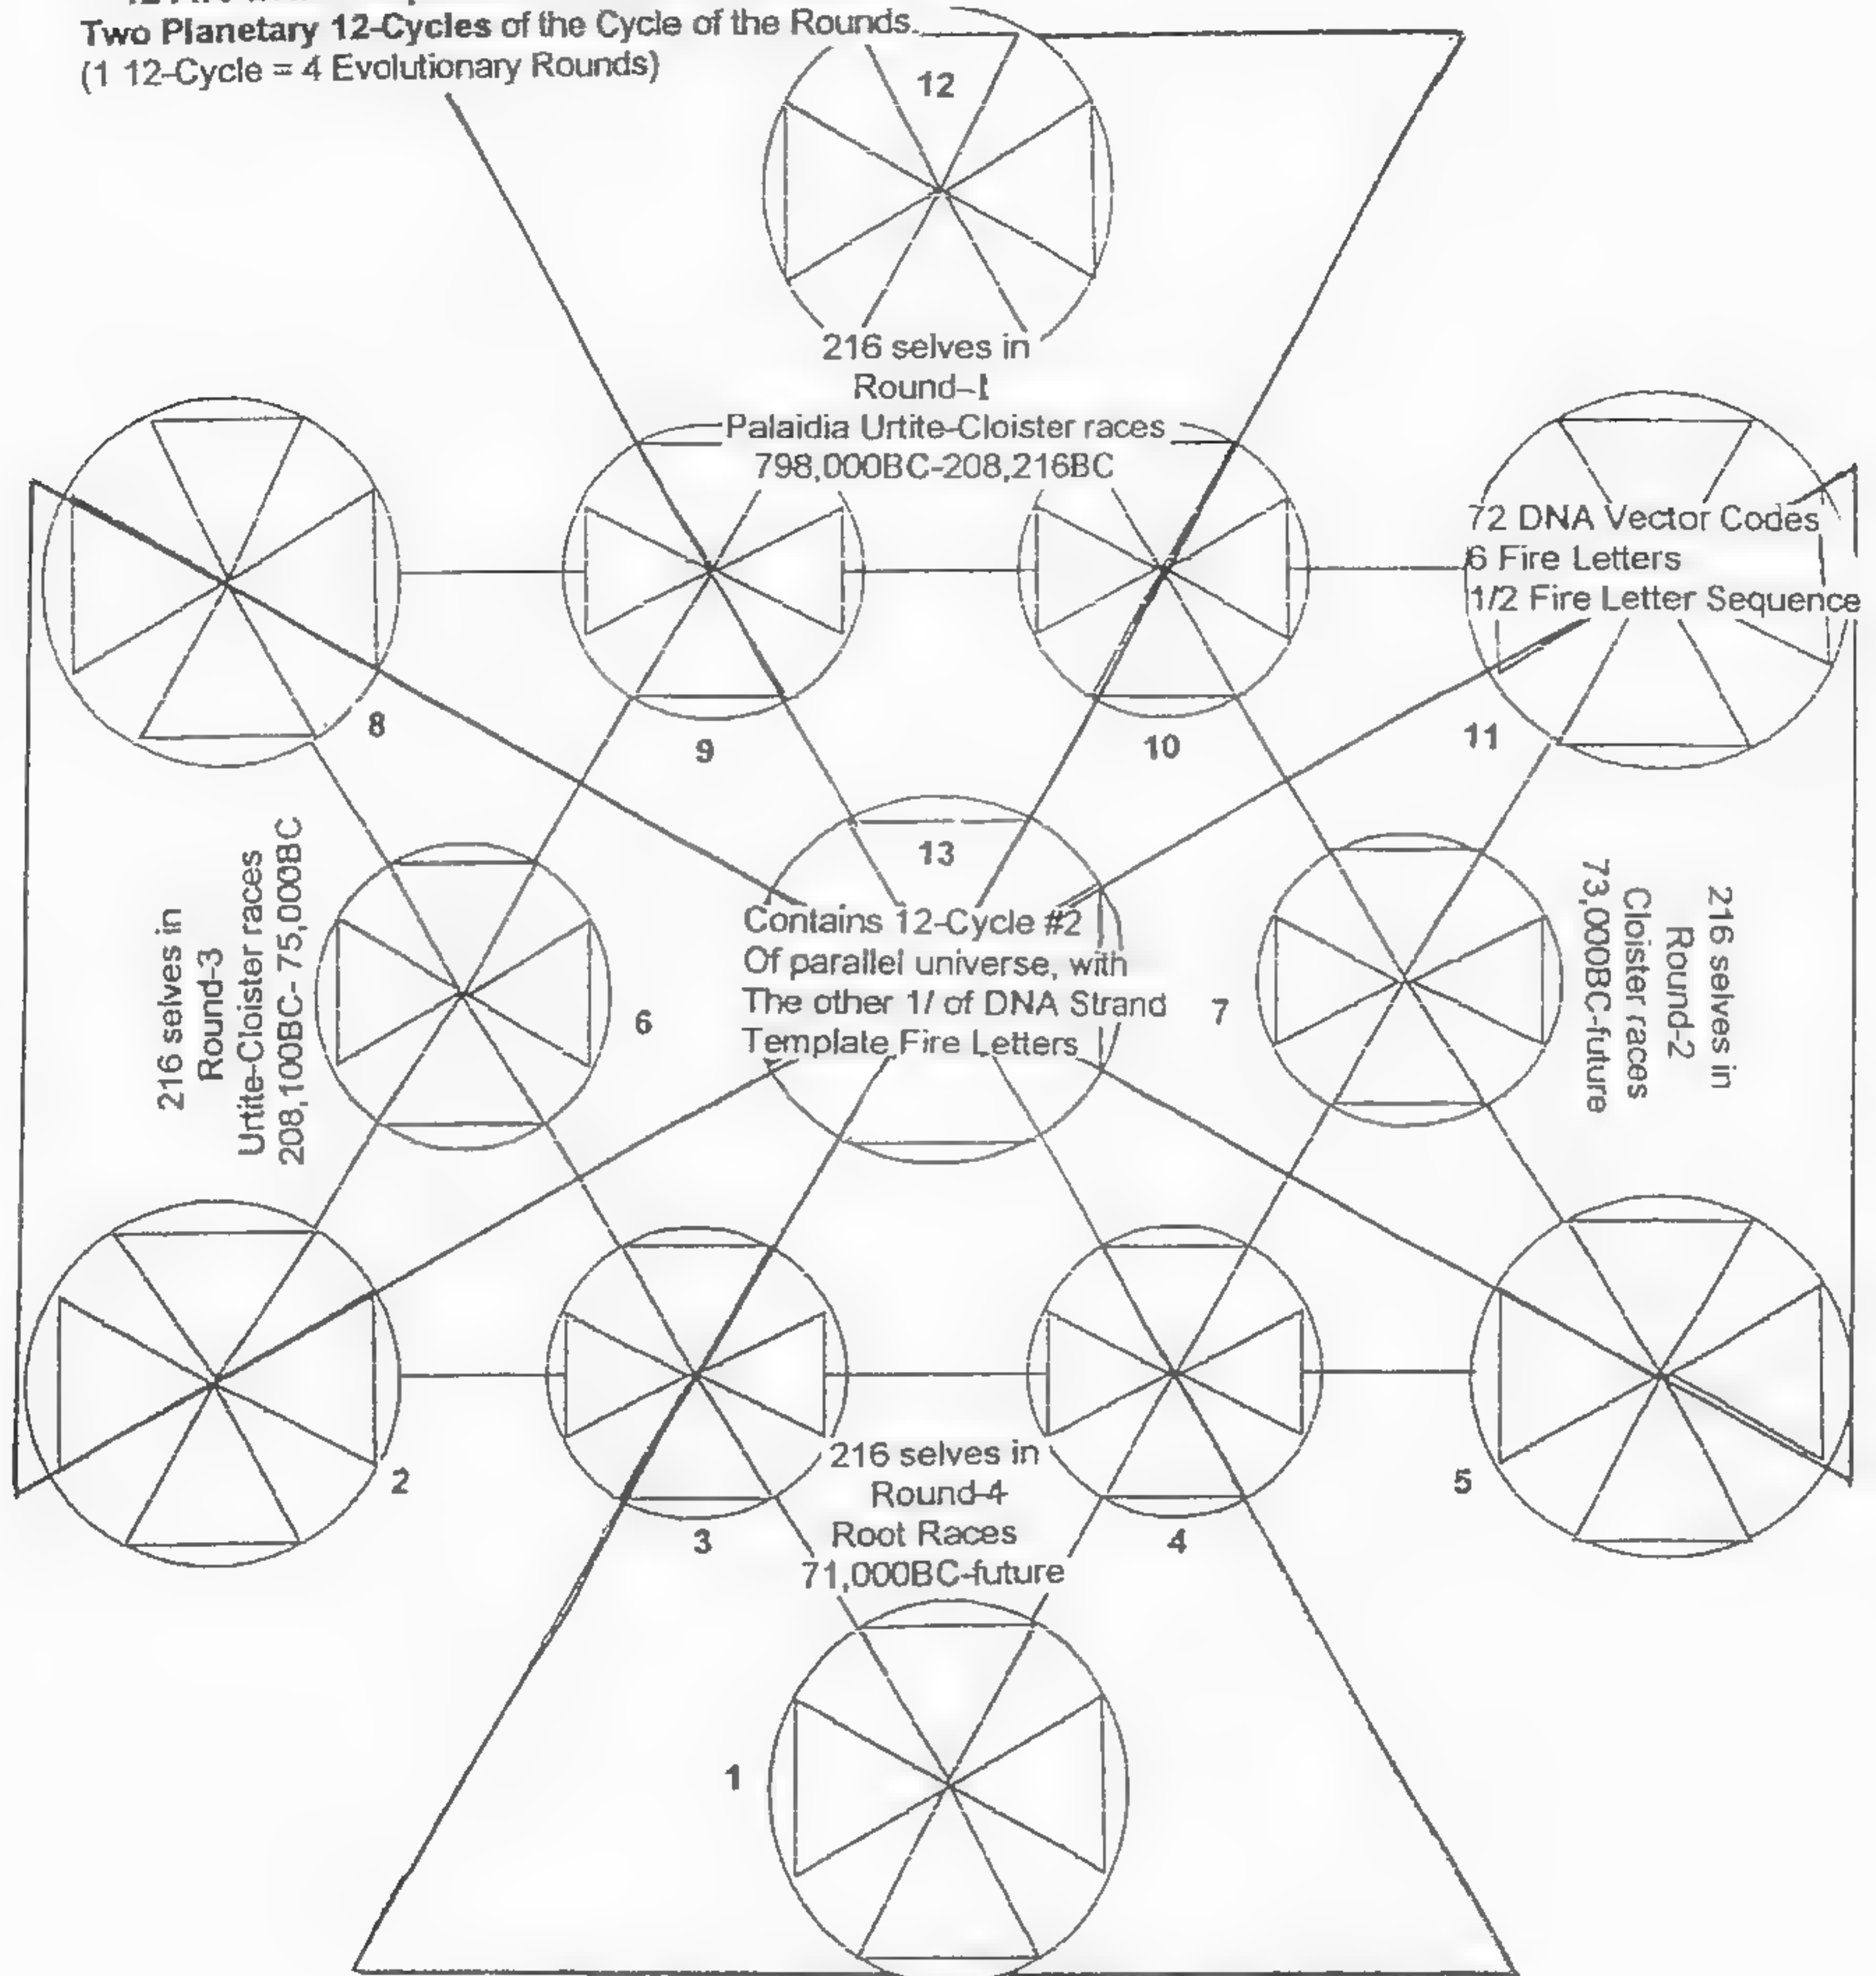 Two Planetary 12-Cycles of the Cycle of the Rounds.
(1 12-Cycle = 4 Evolutionary Rounds)
12
216 selves in
Round-1
Palaidia Urtite-Cloister races
798,000BC-208,216BC
72 DNA Vector Codes
6 Fire Letters
1/2 Fire Letter Sequence
8
9
10
11
13
Contains 12-Cycle #2
Of parallel universe, with
The other 1/ of DNA Strand
Template Fire Letters
216 selves in
Round-3
Urtite-Cloister races
208,100BC- 75,000BC
6
7
216 selves in
Round-2
Cloister races
73,000BC-future
2
3
4
5
216 selves in
Round-4
Root Races
71,000BC-future
1